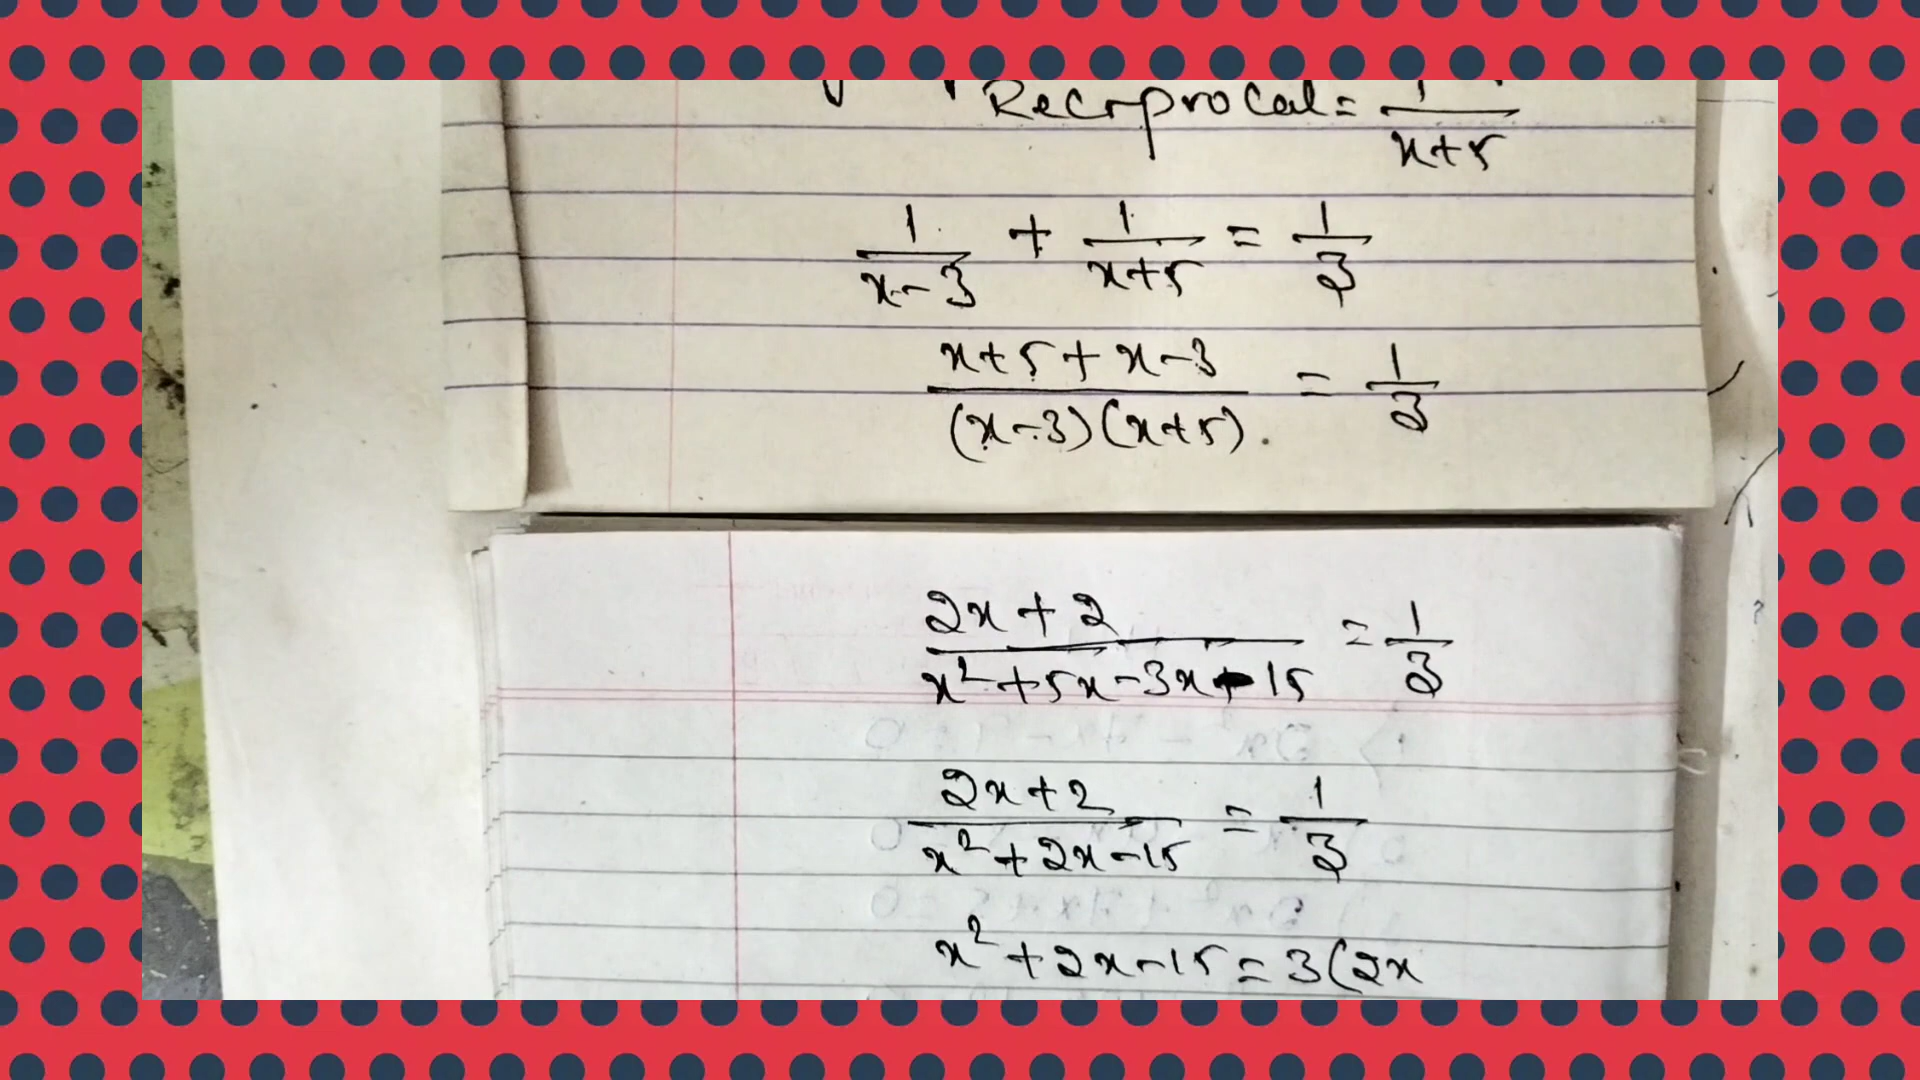 Reciprocal = 1/x+5
1/x-3 + 1/x+5 = 1/3
x+5+x-3/(x-3)(x+5). = 1/3
2x+2/x²+5x-3x-15 = 1/3
2x+2/x²+2x-15 = 1/3
x²+2x-15=3(2x